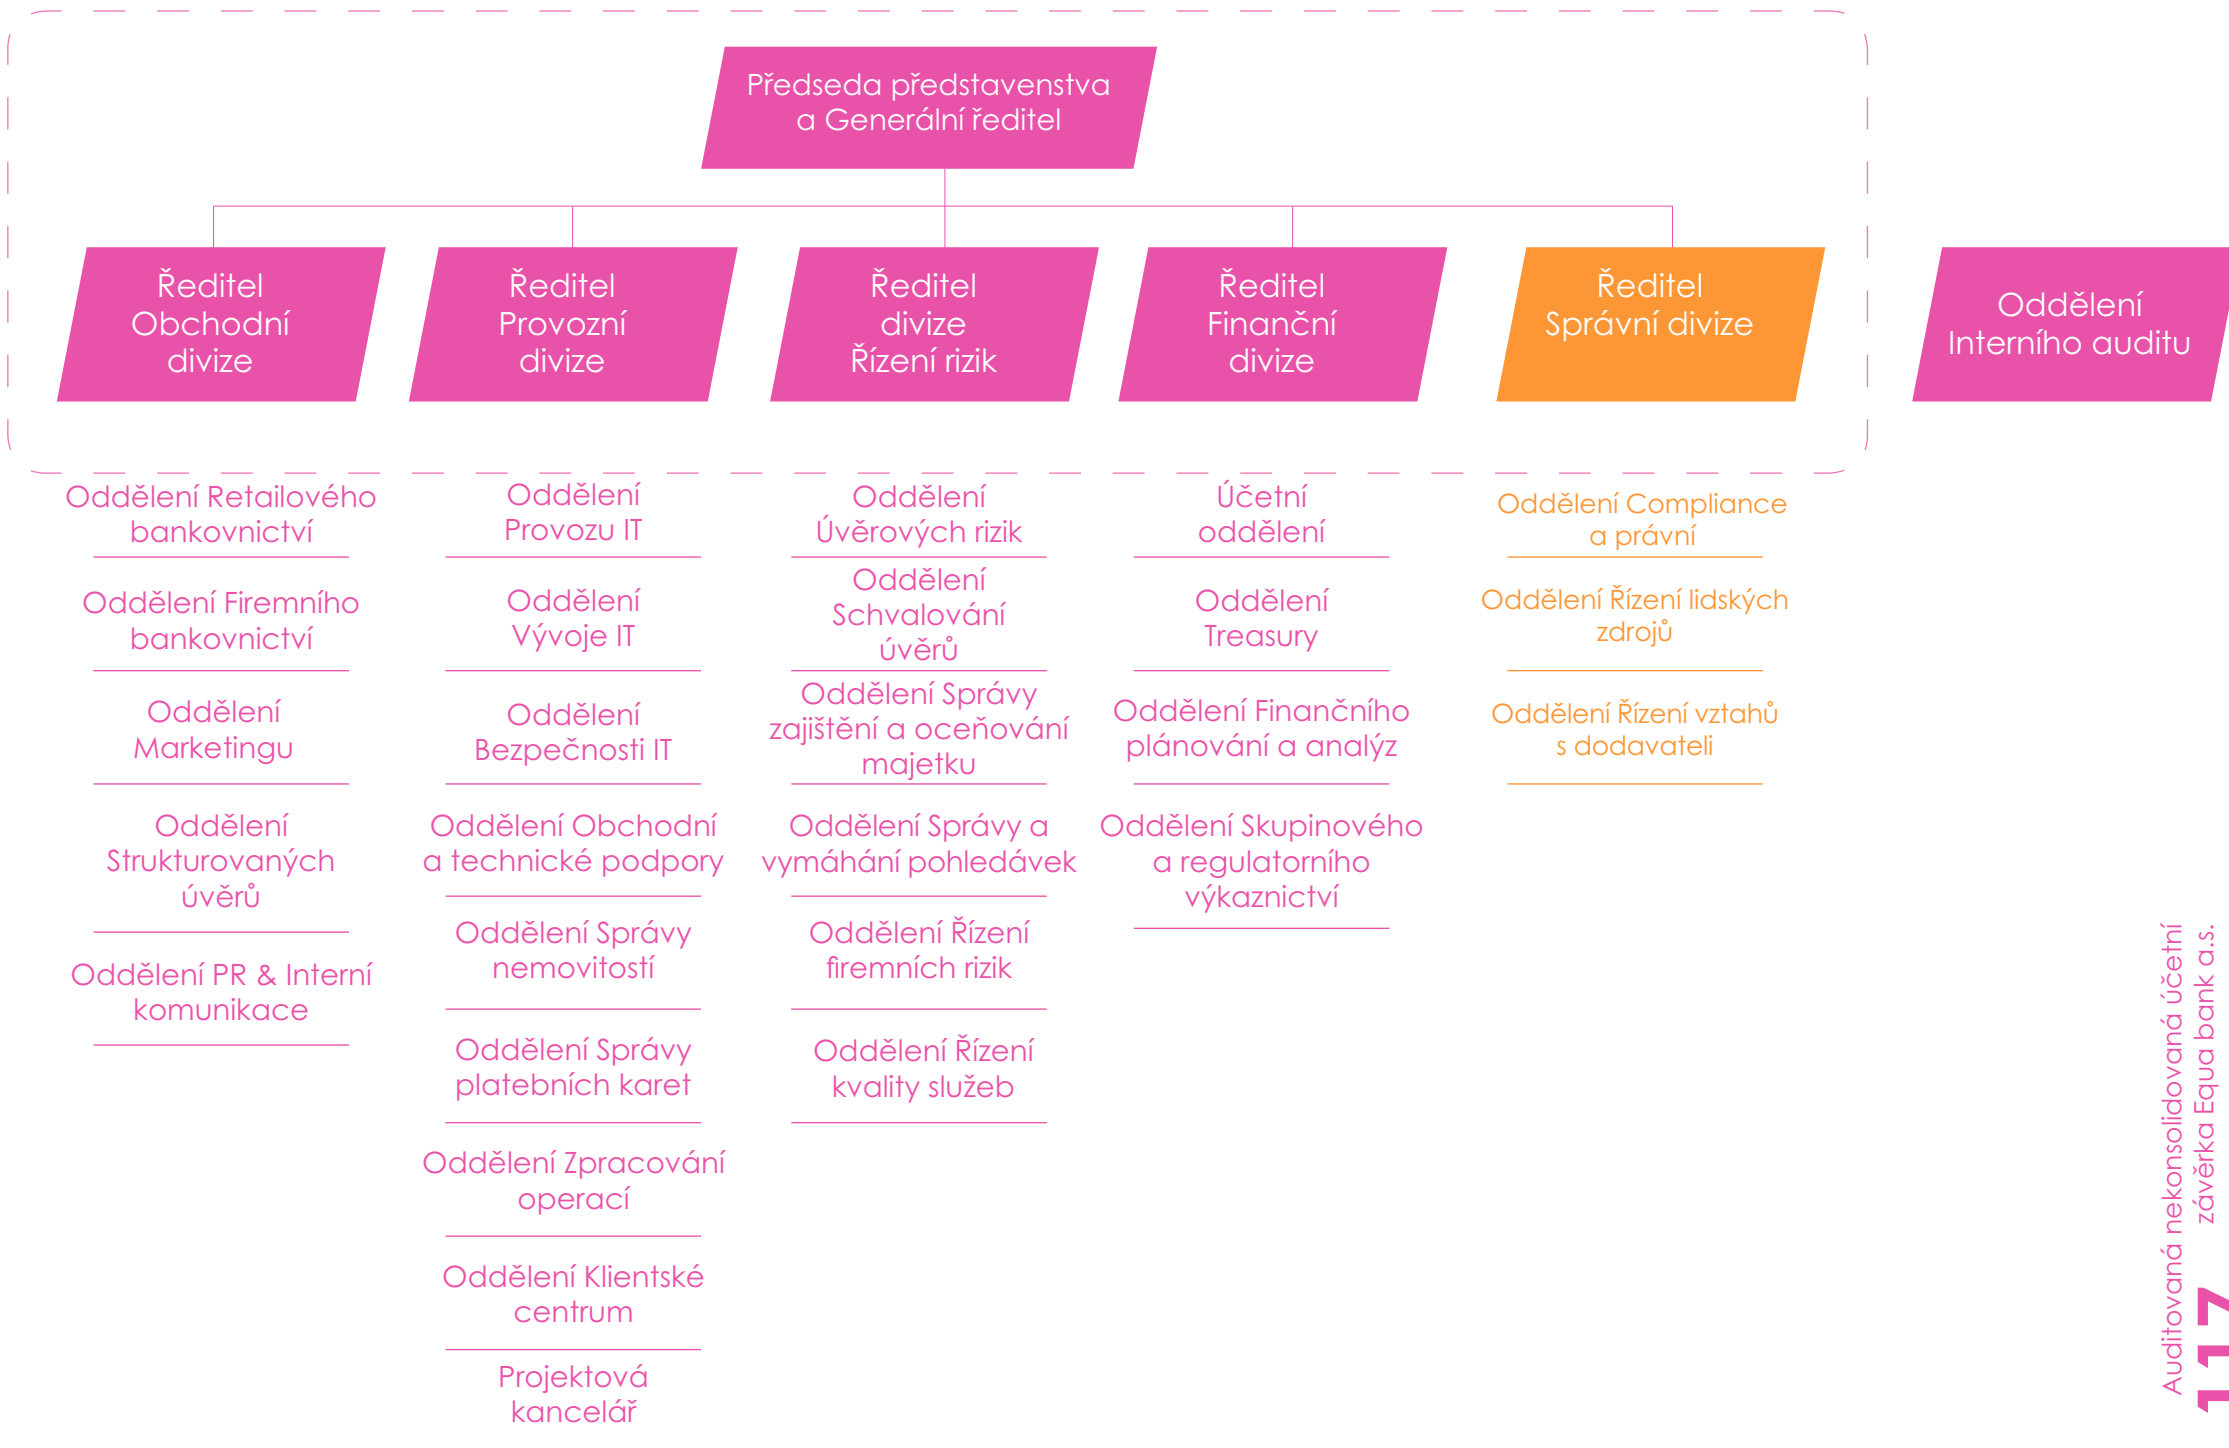 Předseda představenstva
a Generální ředitel
Ředitel
Obchodní
divize
Ředitel
Provozní
divize
Ředitel
divize
Řízení rizik
Ředitel
Finanční
divize
Ředitel
Správní divize
Oddělení
Interního auditu
Oddělení Retailového
bankovnictví
Oddělení Firemního
bankovnictví
Oddělení
Marketingu
Oddělení
Strukturovaných
úvěrů
Oddělení PR & Interní
komunikace
Oddělení
Provozu IT
Oddělení
Vývoje IT
Oddělení
Bezpečnosti IT
Oddělení Obchodní
a technické podpory
Oddělení Správy
nemovitostí
Oddělení Správy
platebních karet
Oddělení Zpracování
operací
Oddělení Klientské
centrum
Projektová
kancelář
Oddělení
Úvěrových rizik
Oddělení
Schvalování
úvěrů
Oddělení Správy
zajištění a oceňování
majetku
Oddělení Správy a
vymáhání pohledávek
Oddělení Řízení
firemních rizik
Oddělení Řízení
kvality služeb
Účetní
oddělení
Oddělení
Treasury
Oddělení Finančního
plánování a analýz
Oddělení Skupinového
a regulatorního
výkaznictví
Oddělení Compliance
a právní
Oddělení Řízení lidských
zdrojů
Oddělení Řízení vztahů
s dodavateli
Auditovaná nekonsolidovaná účetní
závěrka Equa bank a.s.
117